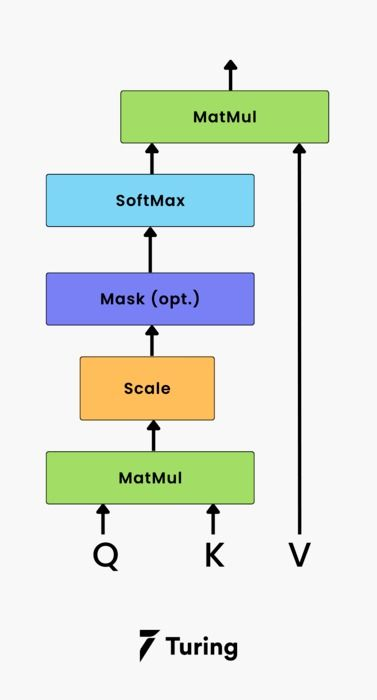 MatMul
SoftMax
Mask (opt.)
Scale
MatMul
Q K V
Turing